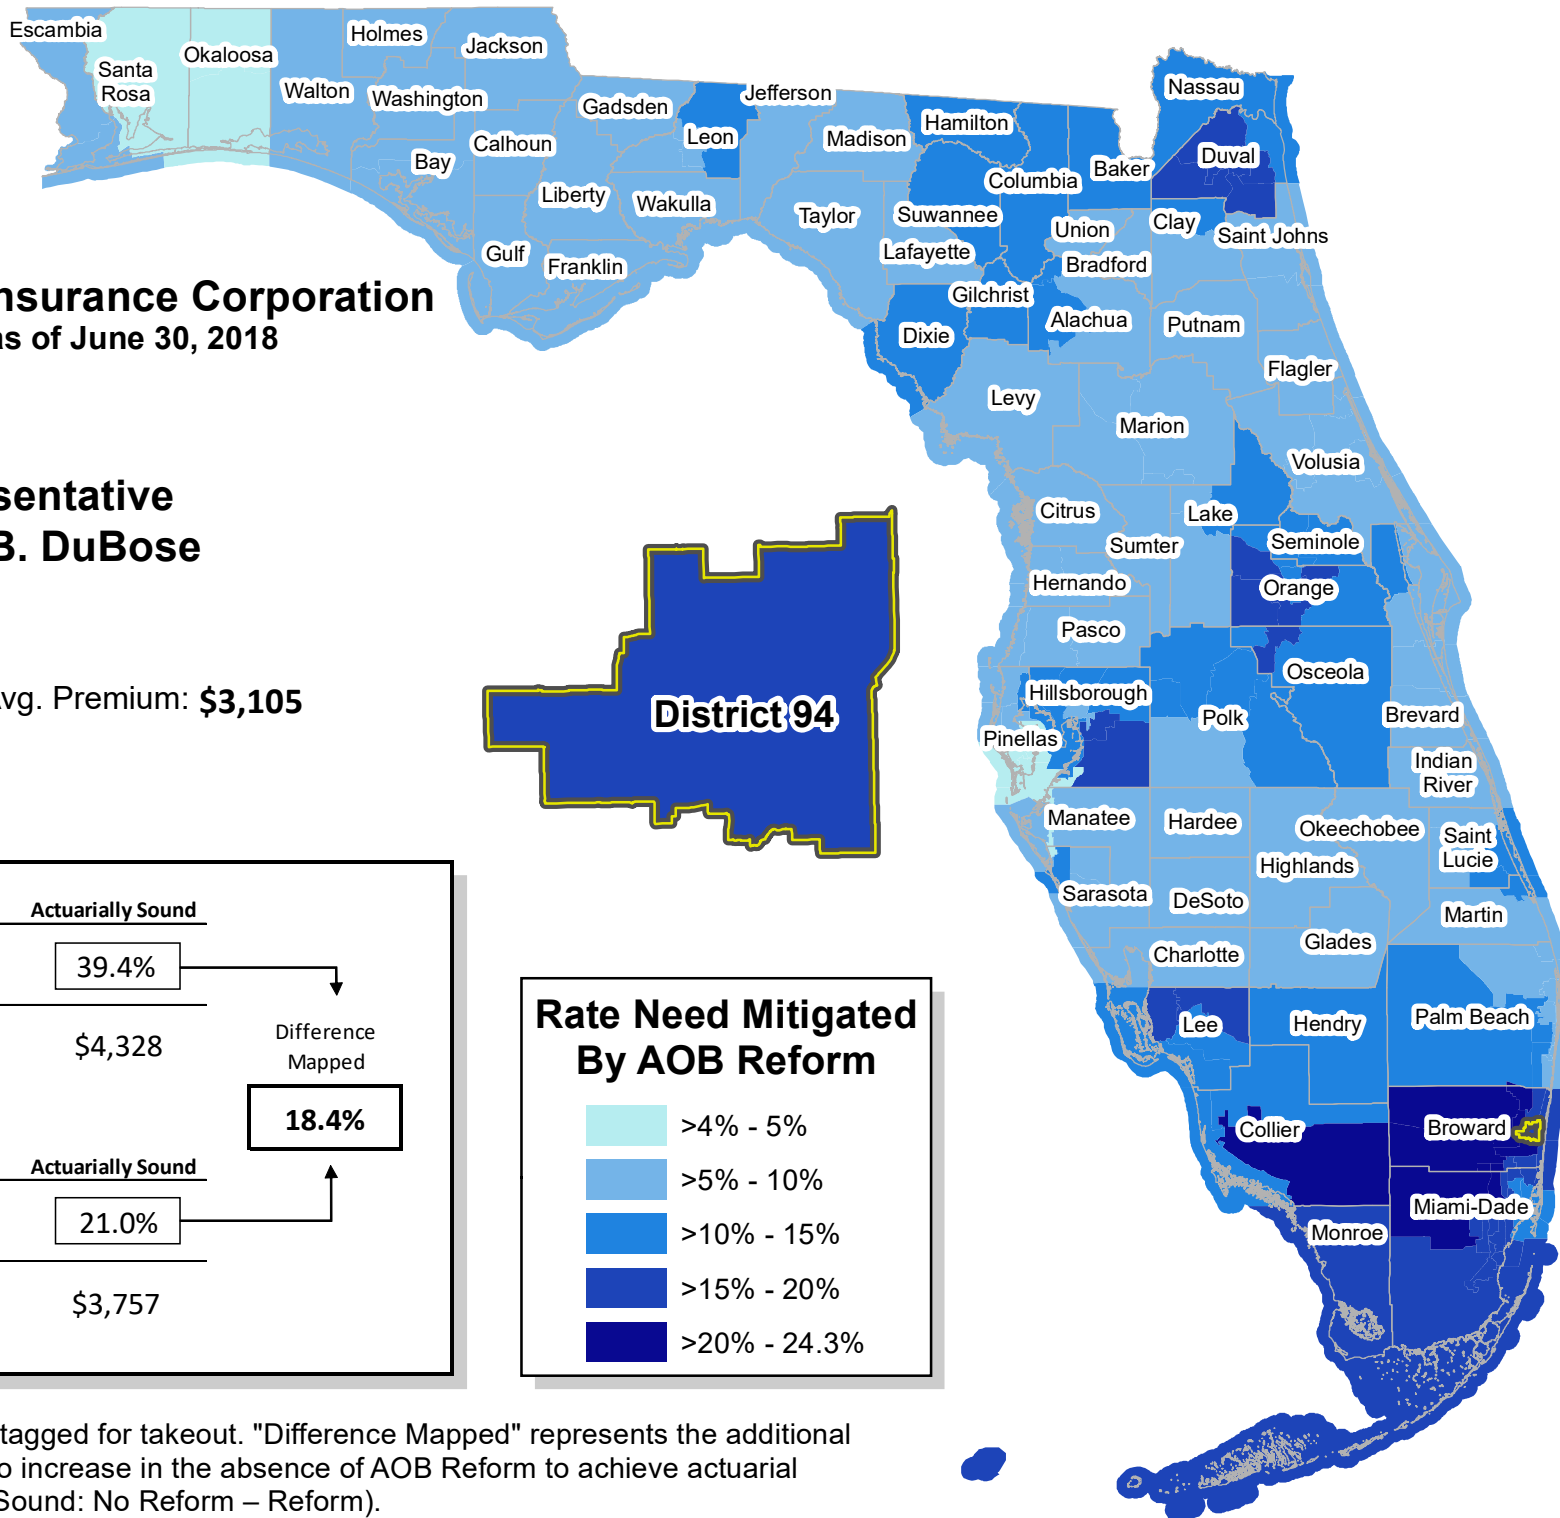 Escambia
Santa
Rosa
Okaloosa
Holmes
Jackson
Walton
Washington
Bay
Calhoun
Gulf
Liberty
Franklin
Gadsden
Wakulla
Leon
Jefferson
Madison
Taylor
Hamilton
Suwannee
Lafayette
Columbia
Baker
Nassau
Duval
Union
Clay
Saint Johns
Bradford
Gilchrist
Dixie
Alachua
Putnam
Flagler
Levy
Marion
Volusia
Citrus
Lake
Sumter
Seminole
Hernando
Orange
Pasco
Osceola
Hillsborough
Polk
Brevard
Pinellas
Indian
River
Manatee
Hardee
Okeechobee
Saint
Lucie
Highlands
Sarasota
DeSoto
Martin
Glades
Charlotte
Lee
Hendry
Palm Beach
Collier
Broward
Miami-Dade
Monroe
nsurance Corporation
as of June 30, 2018
sentative
B. DuBose
vg. Premium: $3,105
District 94
Actuarially Sound
39.4%
$4,328
Difference
Mapped
18.4%
Actuarially Sound
21.0%
$3,757
Rate Need Mitigated
By AOB Reform
>4% - 5%
>5% - 10%
>10% - 15%
>15% - 20%
>20% - 24.3%
tagged for takeout. "Difference Mapped" represents the additional
o increase in the absence of AOB Reform to achieve actuarial
Sound: No Reform – Reform).